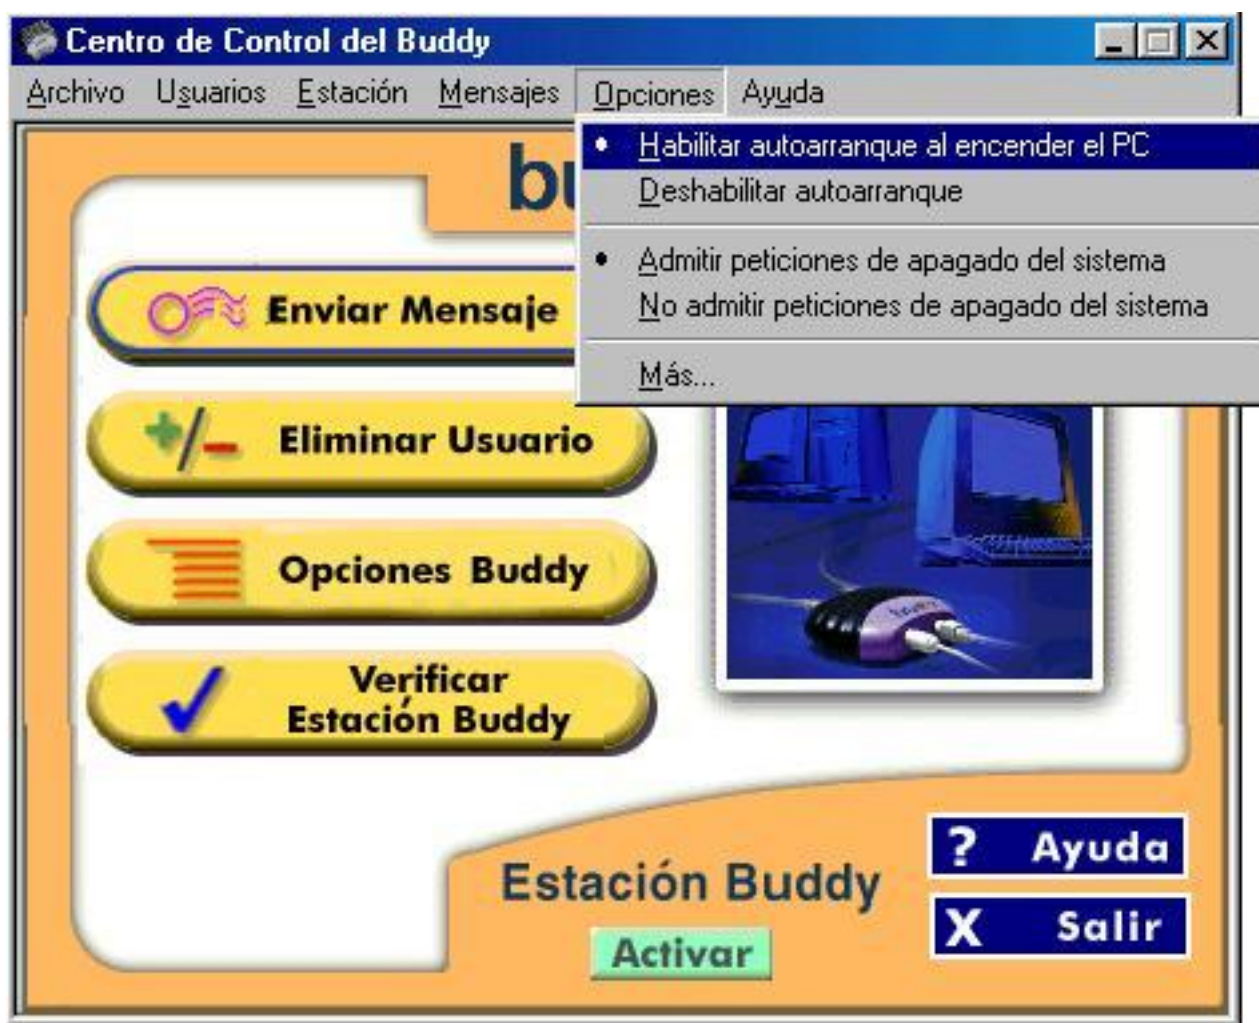 Centro de Control del Buddy
Archivo Usuarios Estación Mensajes Opciones Ayuda
Habilitar autoarranque al encender el PC
Deshabilitar autoarranque
Admitir peticiones de apagado del sistema
No admitir peticiones de apagado del sistema
Más...
Enviar Mensaje
Eliminar Usuario
Opciones Buddy
Verificar
Estación Buddy
Estación Buddy
Activar
? Ayuda
X Salir